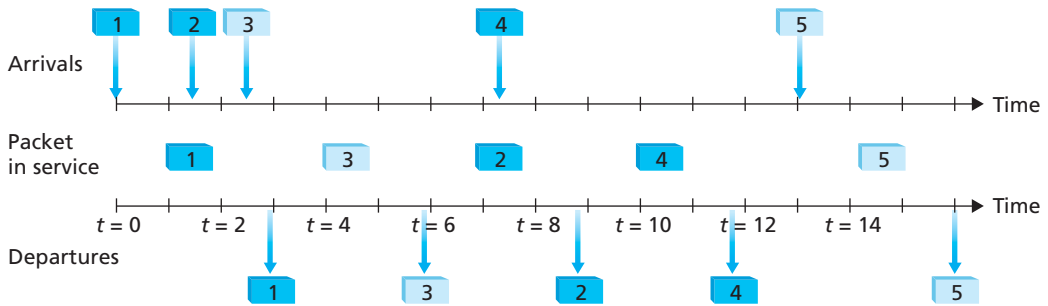 1 2 3 4 5
Arrivals
Time
Packet
in service
1 3 2 4 5
Time
t = 0 t = 2 t = 4 t = 6 t = 8 t = 10 t = 12 t = 14
Departures
1 3 2 4 5